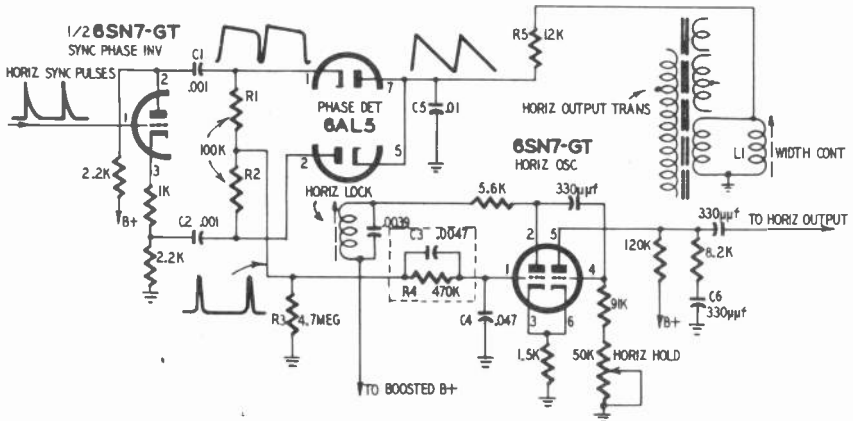 1/2 6SN7-GT
SYNC PHASE INV
HORIZ SYNC PULSES
C1
.001
2
1
3
2.2K
1K
B+
2.2K
C2 .001
R1
100K
R2
1
7
PHASE DET
6AL5
2
5
C5
.01
R5
12K
HORIZ OUTPUT TRANS
L1
WIDTH CONT
6SN7-GT
HORIZ OSC
HORIZ LOCK
.0039
5.6K
330µµf
C3
.0047
R4
470K
R3
4.7MEG
C4
.047
1
2
5
4
3
6
1.5K
91K
50K
HORIZ HOLD
120K
B+
330µµf
TO HORIZ OUTPUT
8.2K
C6
330µµf
TO BOOSTED B+